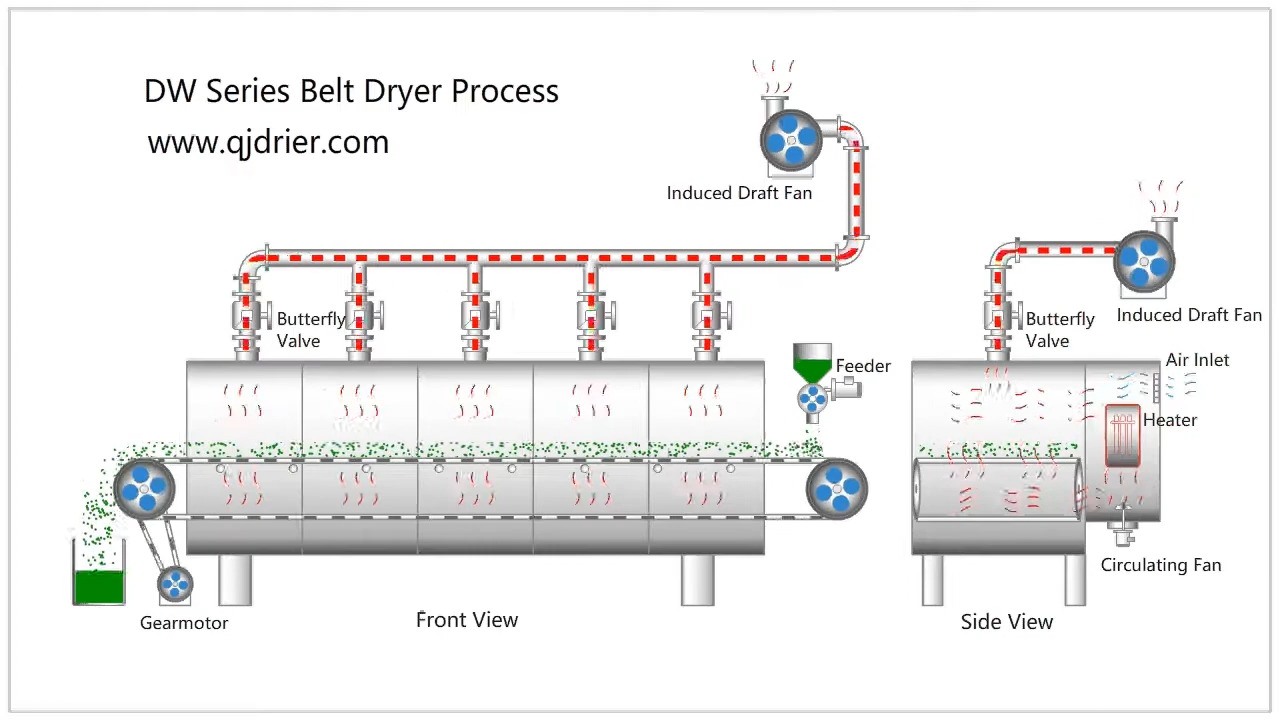 DW Series Belt Dryer Process
www.qjdrier.com
Induced Draft Fan
Butterfly
Valve
Feeder
Gearmotor
Front View
Butterfly
Valve
Induced Draft Fan
Air Inlet
Heater
Circulating Fan
Side View